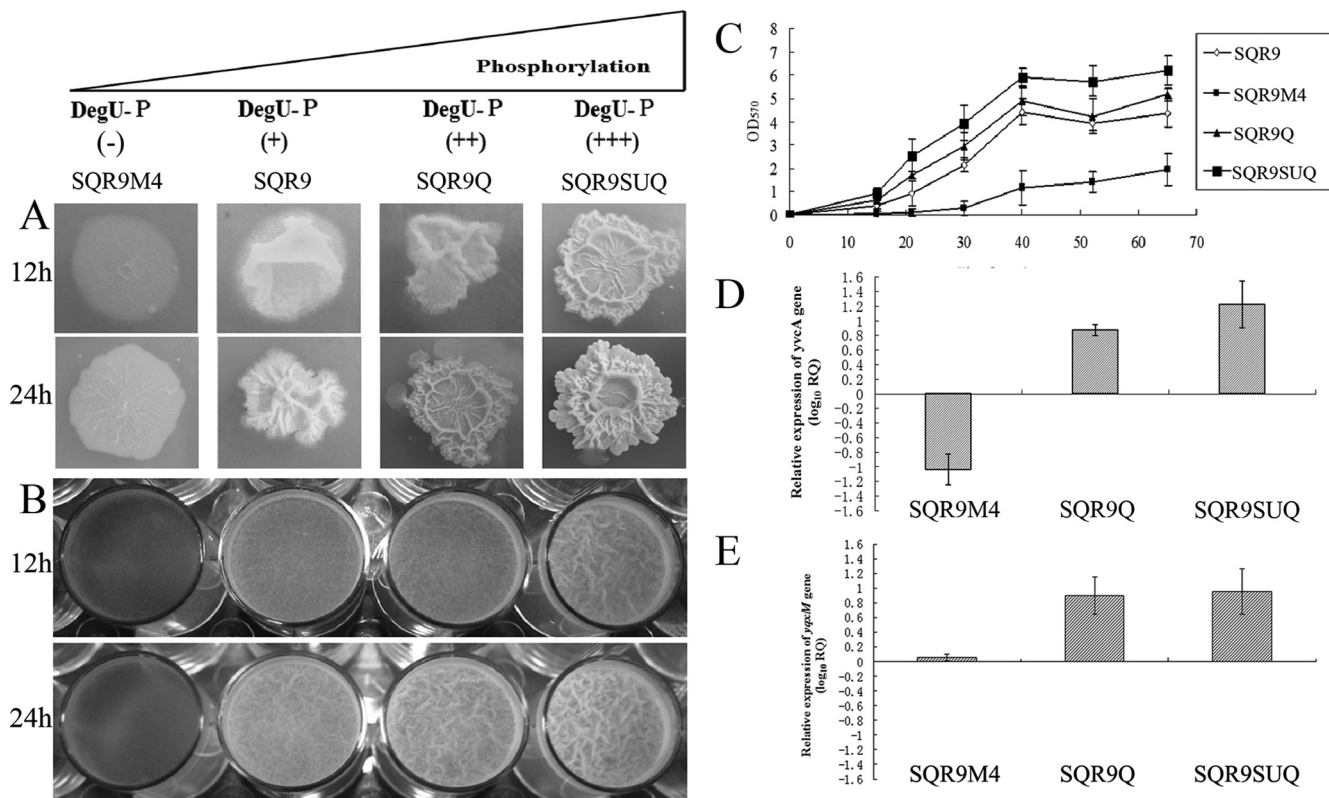 Phosphorylation
DegU-P DegU-P DegU-P DegU-P
(-) (+) (++) (+++)
SQR9M4 SQR9 SQR9Q SQR9SUQ
A
12h
24h
B
12h
24h
C
OD570
8
7
6
5
4
3
2
1
0
0 10 20 30 40 50 60 70
SQR9
SQR9M4
SQR9Q
SQR9SUQ
D
Relative expression of yvcA gene
(log10 RQ)
1.6
1.4
1.2
1
0.8
0.6
0.4
0.2
0
-0.2
-0.4
-0.6
-0.8
-1
-1.2
-1.4
-1.6
SQR9M4 SQR9Q SQR9SUQ
E
Relative expression of yqxM gene
(log10 RQ)
1.6
1.4
1.2
1
0.8
0.6
0.4
0.2
0
-0.2
-0.4
-0.6
-0.8
-1
-1.2
-1.4
-1.6
SQR9M4 SQR9Q SQR9SUQ